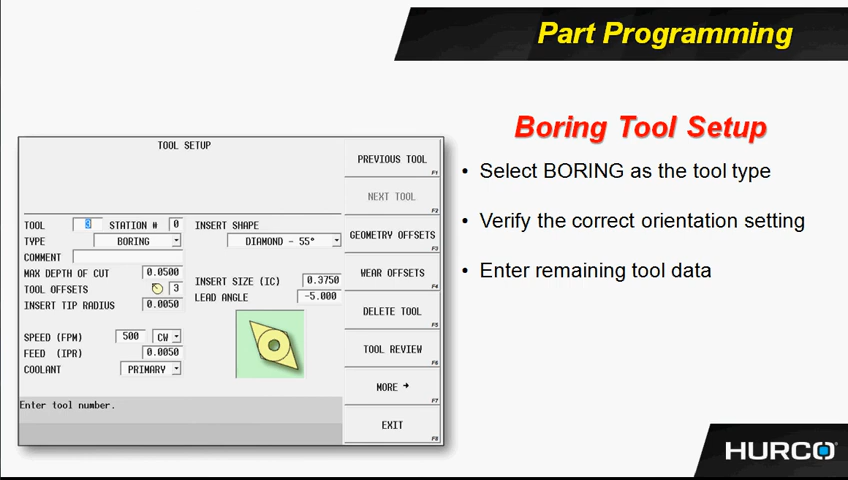 Part Programming
Boring Tool Setup
• Select BORING as the tool type
• Verify the correct orientation setting
• Enter remaining tool data
TOOL SETUP
TOOL 3 STATION # 0
TYPE BORING
COMMENT
MAX DEPTH OF CUT 0.0500
TOOL OFFSETS 3
INSERT TIP RADIUS 0.0050
SPEED (FPM) 500 CW
FEED (IPR) 0.0050
COOLANT PRIMARY
INSERT SHAPE
DIAMOND - 55°
INSERT SIZE (IC) 0.3750
LEAD ANGLE -5.000
Enter tool number.
PREVIOUS TOOL F1
NEXT TOOL F2
GEOMETRY OFFSETS F3
WEAR OFFSETS F4
DELETE TOOL F5
TOOL REVIEW F6
MORE ➔ F7
EXIT F8
HURCO